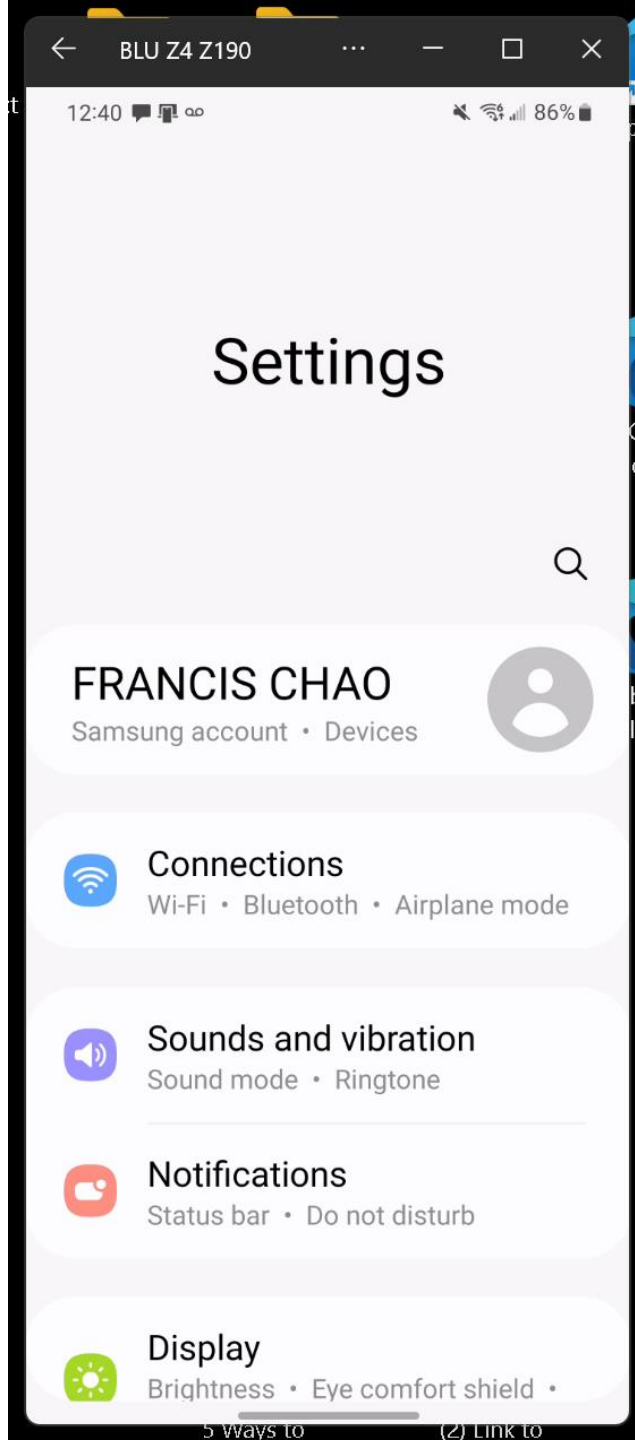 BLU Z4 Z190
12:40
86%
Settings
FRANCIS CHAO
Samsung account • Devices
Connections
Wi-Fi • Bluetooth • Airplane mode
Sounds and vibration
Sound mode • Ringtone
Notifications
Status bar • Do not disturb
Display
Brightness • Eye comfort shield •
5 Ways to
(2) Link to